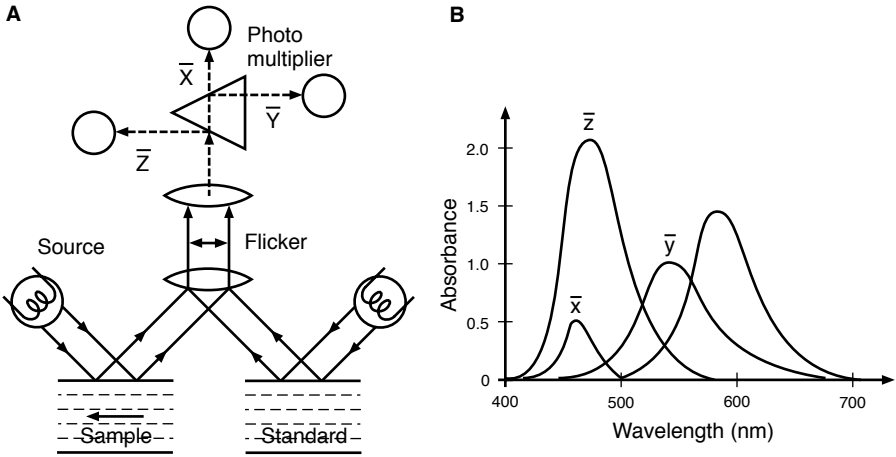 A
Photo
multiplier
X̅
Y̅
Z̅
Source
Flicker
Sample
Standard
B
z̅
2.0
1.5
y̅
1.0
x̅
0.5
0
Absorbance
400
500
600
700
Wavelength (nm)